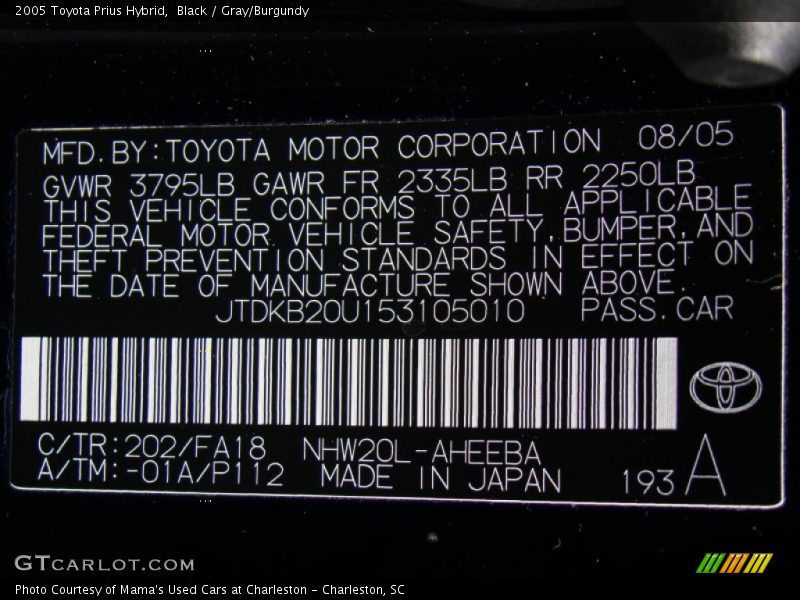 2005 Toyota Prius Hybrid, Black / Gray/Burgundy
MFD. BY: TOYOTA MOTOR CORPORATION 08/05
GVWR 3795LB GAWR FR 2335LB RR 2250LB
THIS VEHICLE CONFORMS TO ALL APPLICABLE
FEDERAL MOTOR VEHICLE SAFETY, BUMPER, AND
THEFT PREVENTION STANDARDS IN EFFECT ON
THE DATE OF MANUFACTURE SHOWN ABOVE.
JTDKB20U153105010 PASS. CAR
C/TR: 202/FA18 NHW20L-AHEEBA
A/TM: -01A/P112 MADE IN JAPAN 193 A
GTCARLOT.COM
Photo Courtesy of Mama's Used Cars at Charleston - Charleston, SC